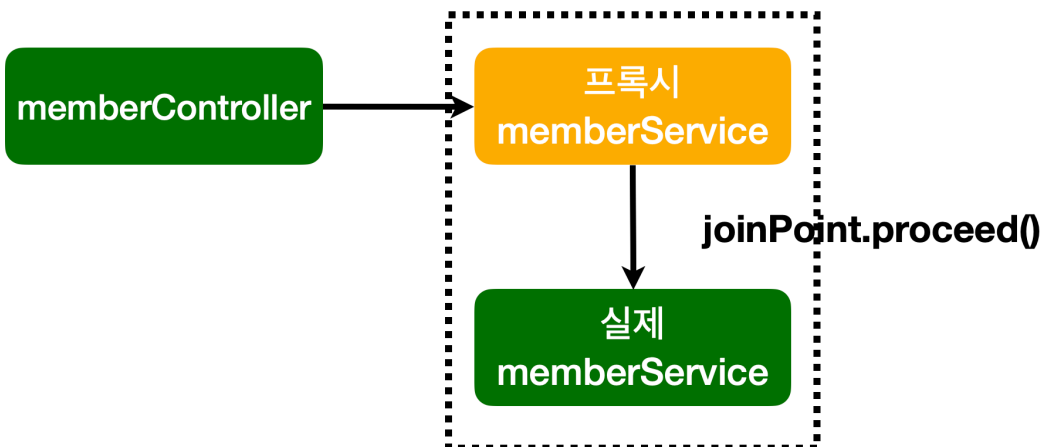 memberController
프록시
memberService
joinPoint.proceed()
실제
memberService